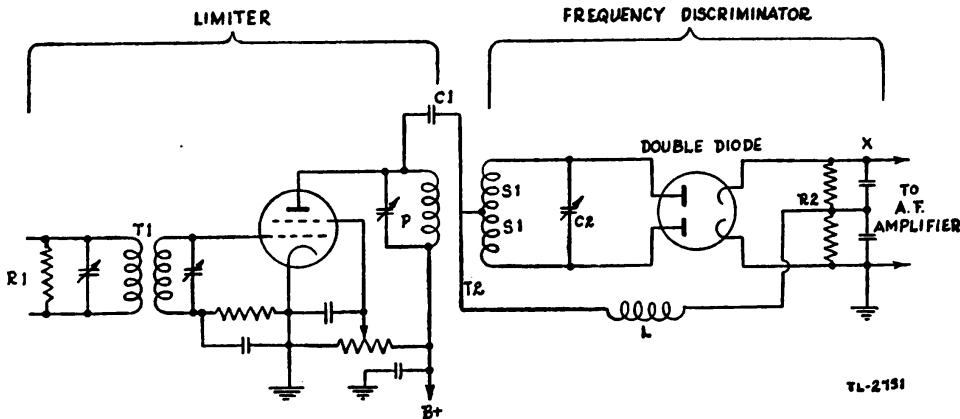 LIMITER
FREQUENCY DISCRIMINATOR
C1
DOUBLE DIODE
X
S1
S1
C2
R2
TO
A.F.
AMPLIFIER
P
T1
R1
T2
L
B+
TL-2751